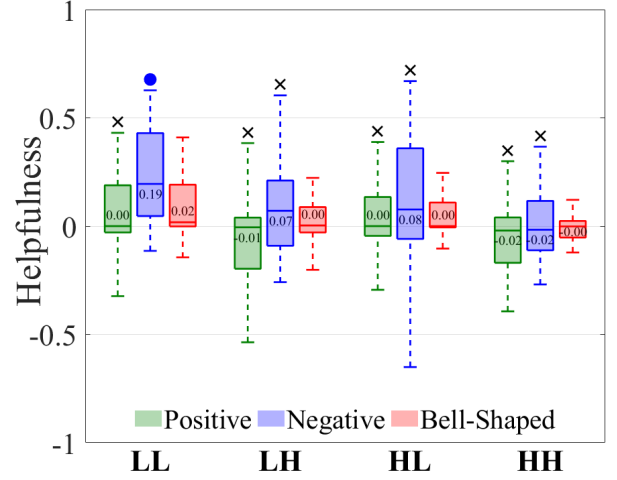 1
0.5
0
-0.5
-1
Helpfulness
0.00
0.19
0.02
-0.01
0.07
0.00
0.00
0.08
0.00
-0.02
-0.02
-0.00
Positive
Negative
Bell-Shaped
LL
LH
HL
HH